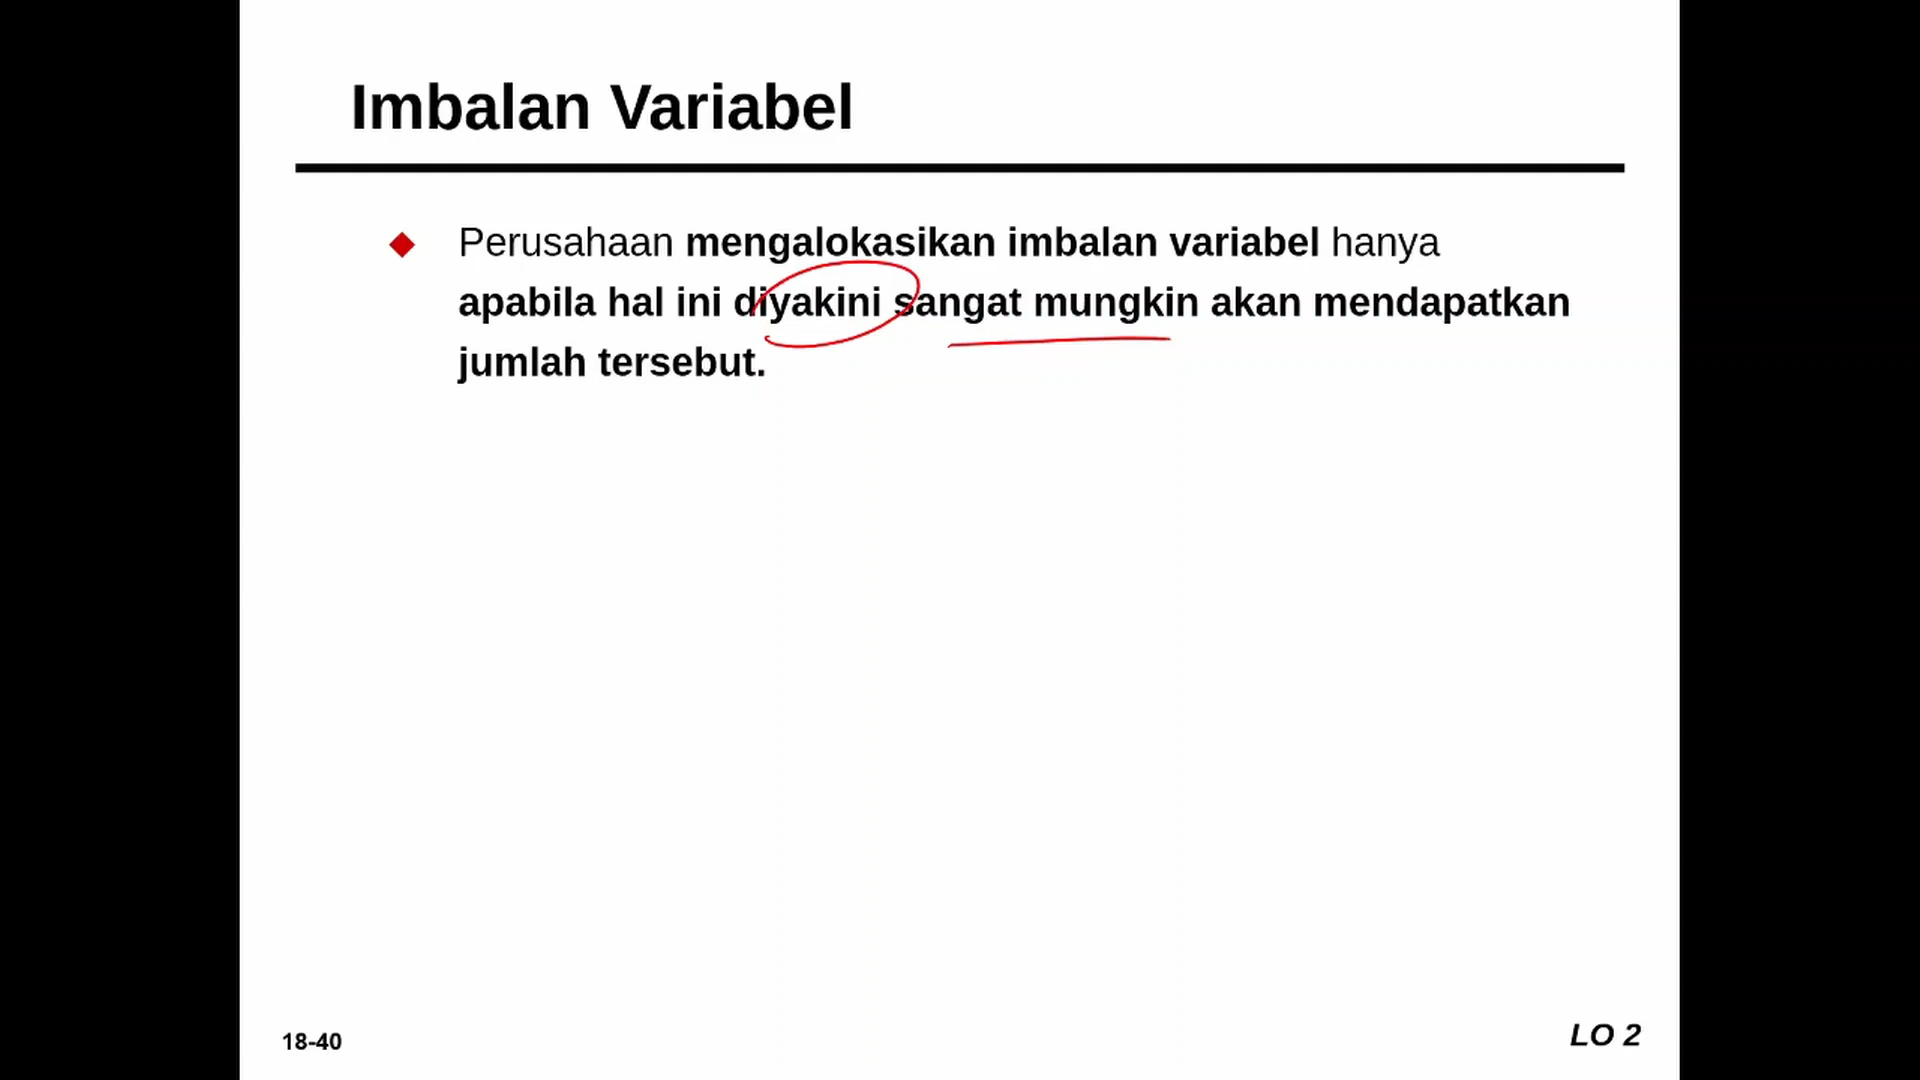 Imbalan Variabel
Perusahaan mengalokasikan imbalan variabel hanya
apabila hal ini diyakini sangat mungkin akan mendapatkan
jumlah tersebut.
18-40
LO 2